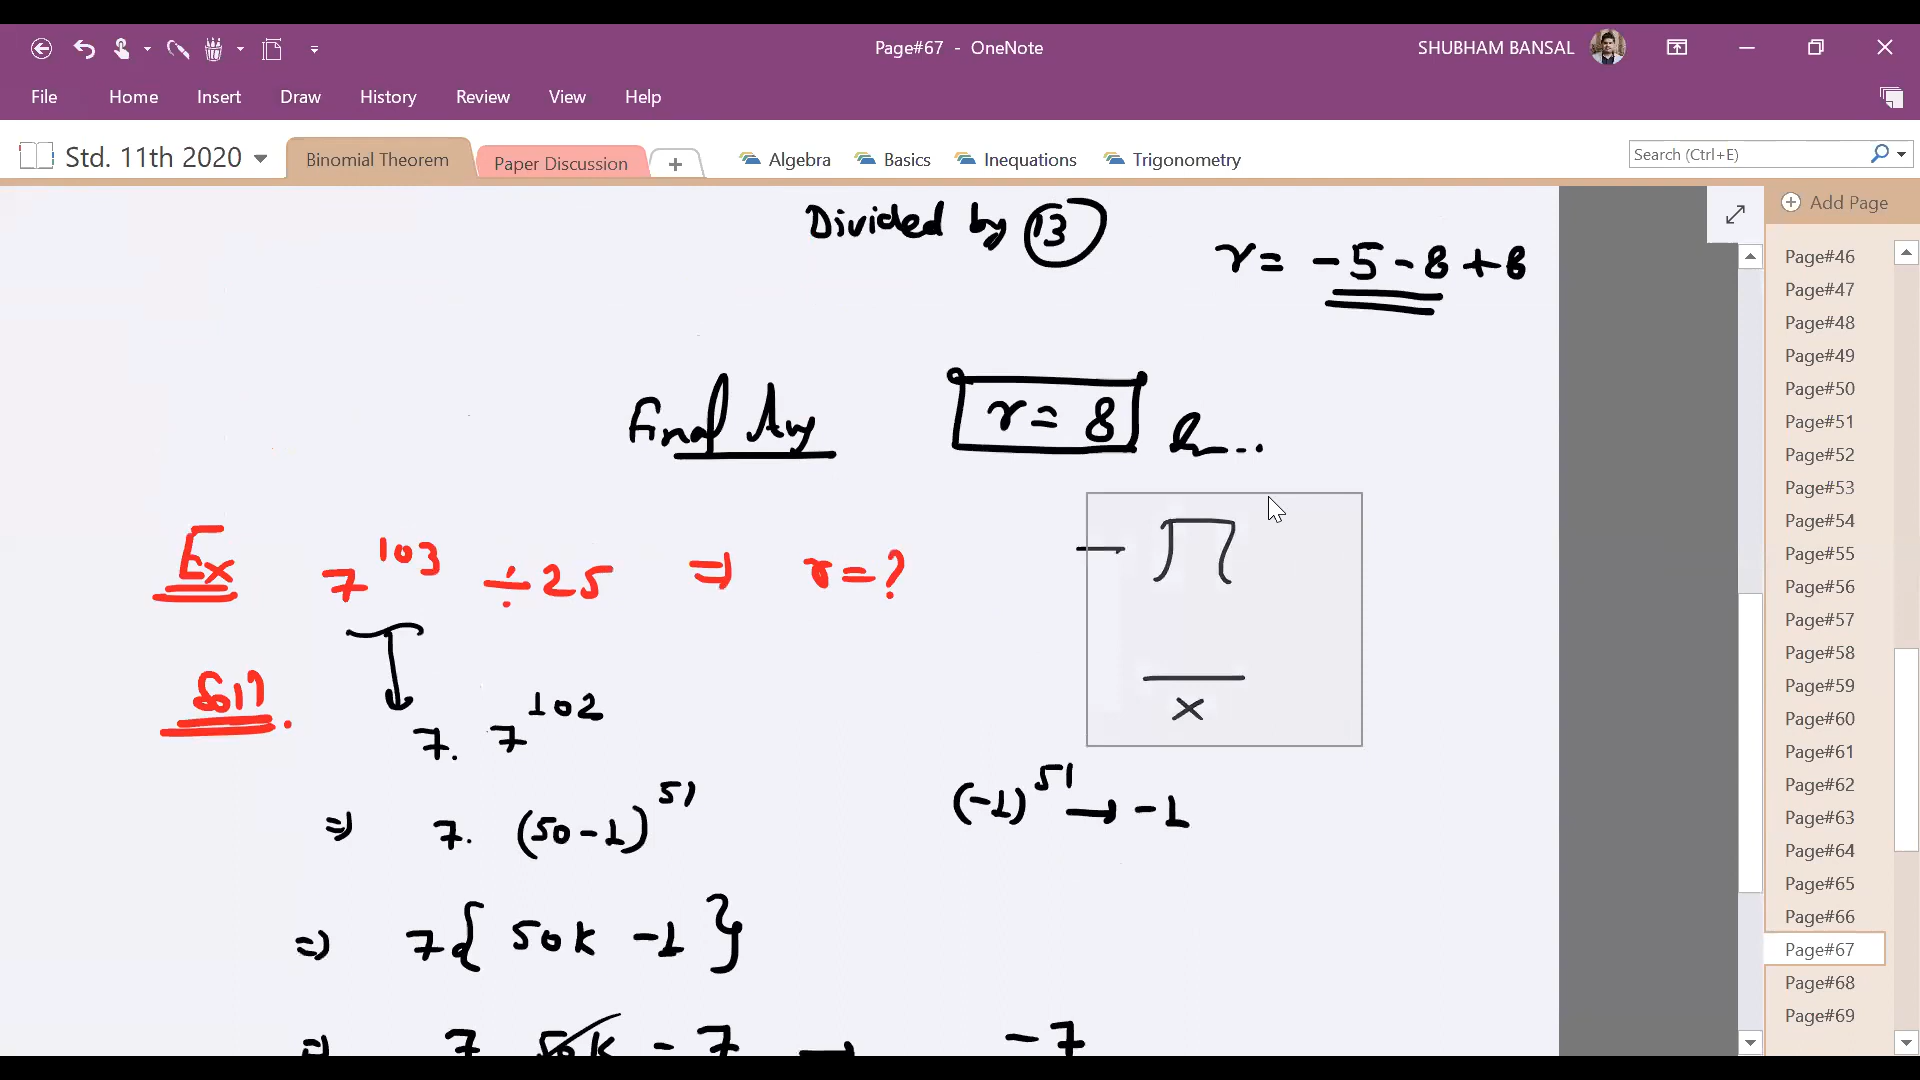 Page#67 - OneNote
SHUBHAM BANSAL
File Home Insert Draw History Review View Help
Std. 11th 2020
Binomial Theorem
Paper Discussion
+
Algebra
Basics
Inequations
Trigonometry
Search (Ctrl+E)
Add Page
Divided by 13
r = -5-8+8
Final Ans
r = 8
Ex 7^103 ÷ 25 ⇒ r = ?
Sol^n.
7. 7^102
⇒ 7. (50-1)^51
(-1)^51 → -1
⇒ 7{ 50k -1 }
⇒ 7 50k - 7 → -7
x
Page#46
Page#47
Page#48
Page#49
Page#50
Page#51
Page#52
Page#53
Page#54
Page#55
Page#56
Page#57
Page#58
Page#59
Page#60
Page#61
Page#62
Page#63
Page#64
Page#65
Page#66
Page#67
Page#68
Page#69